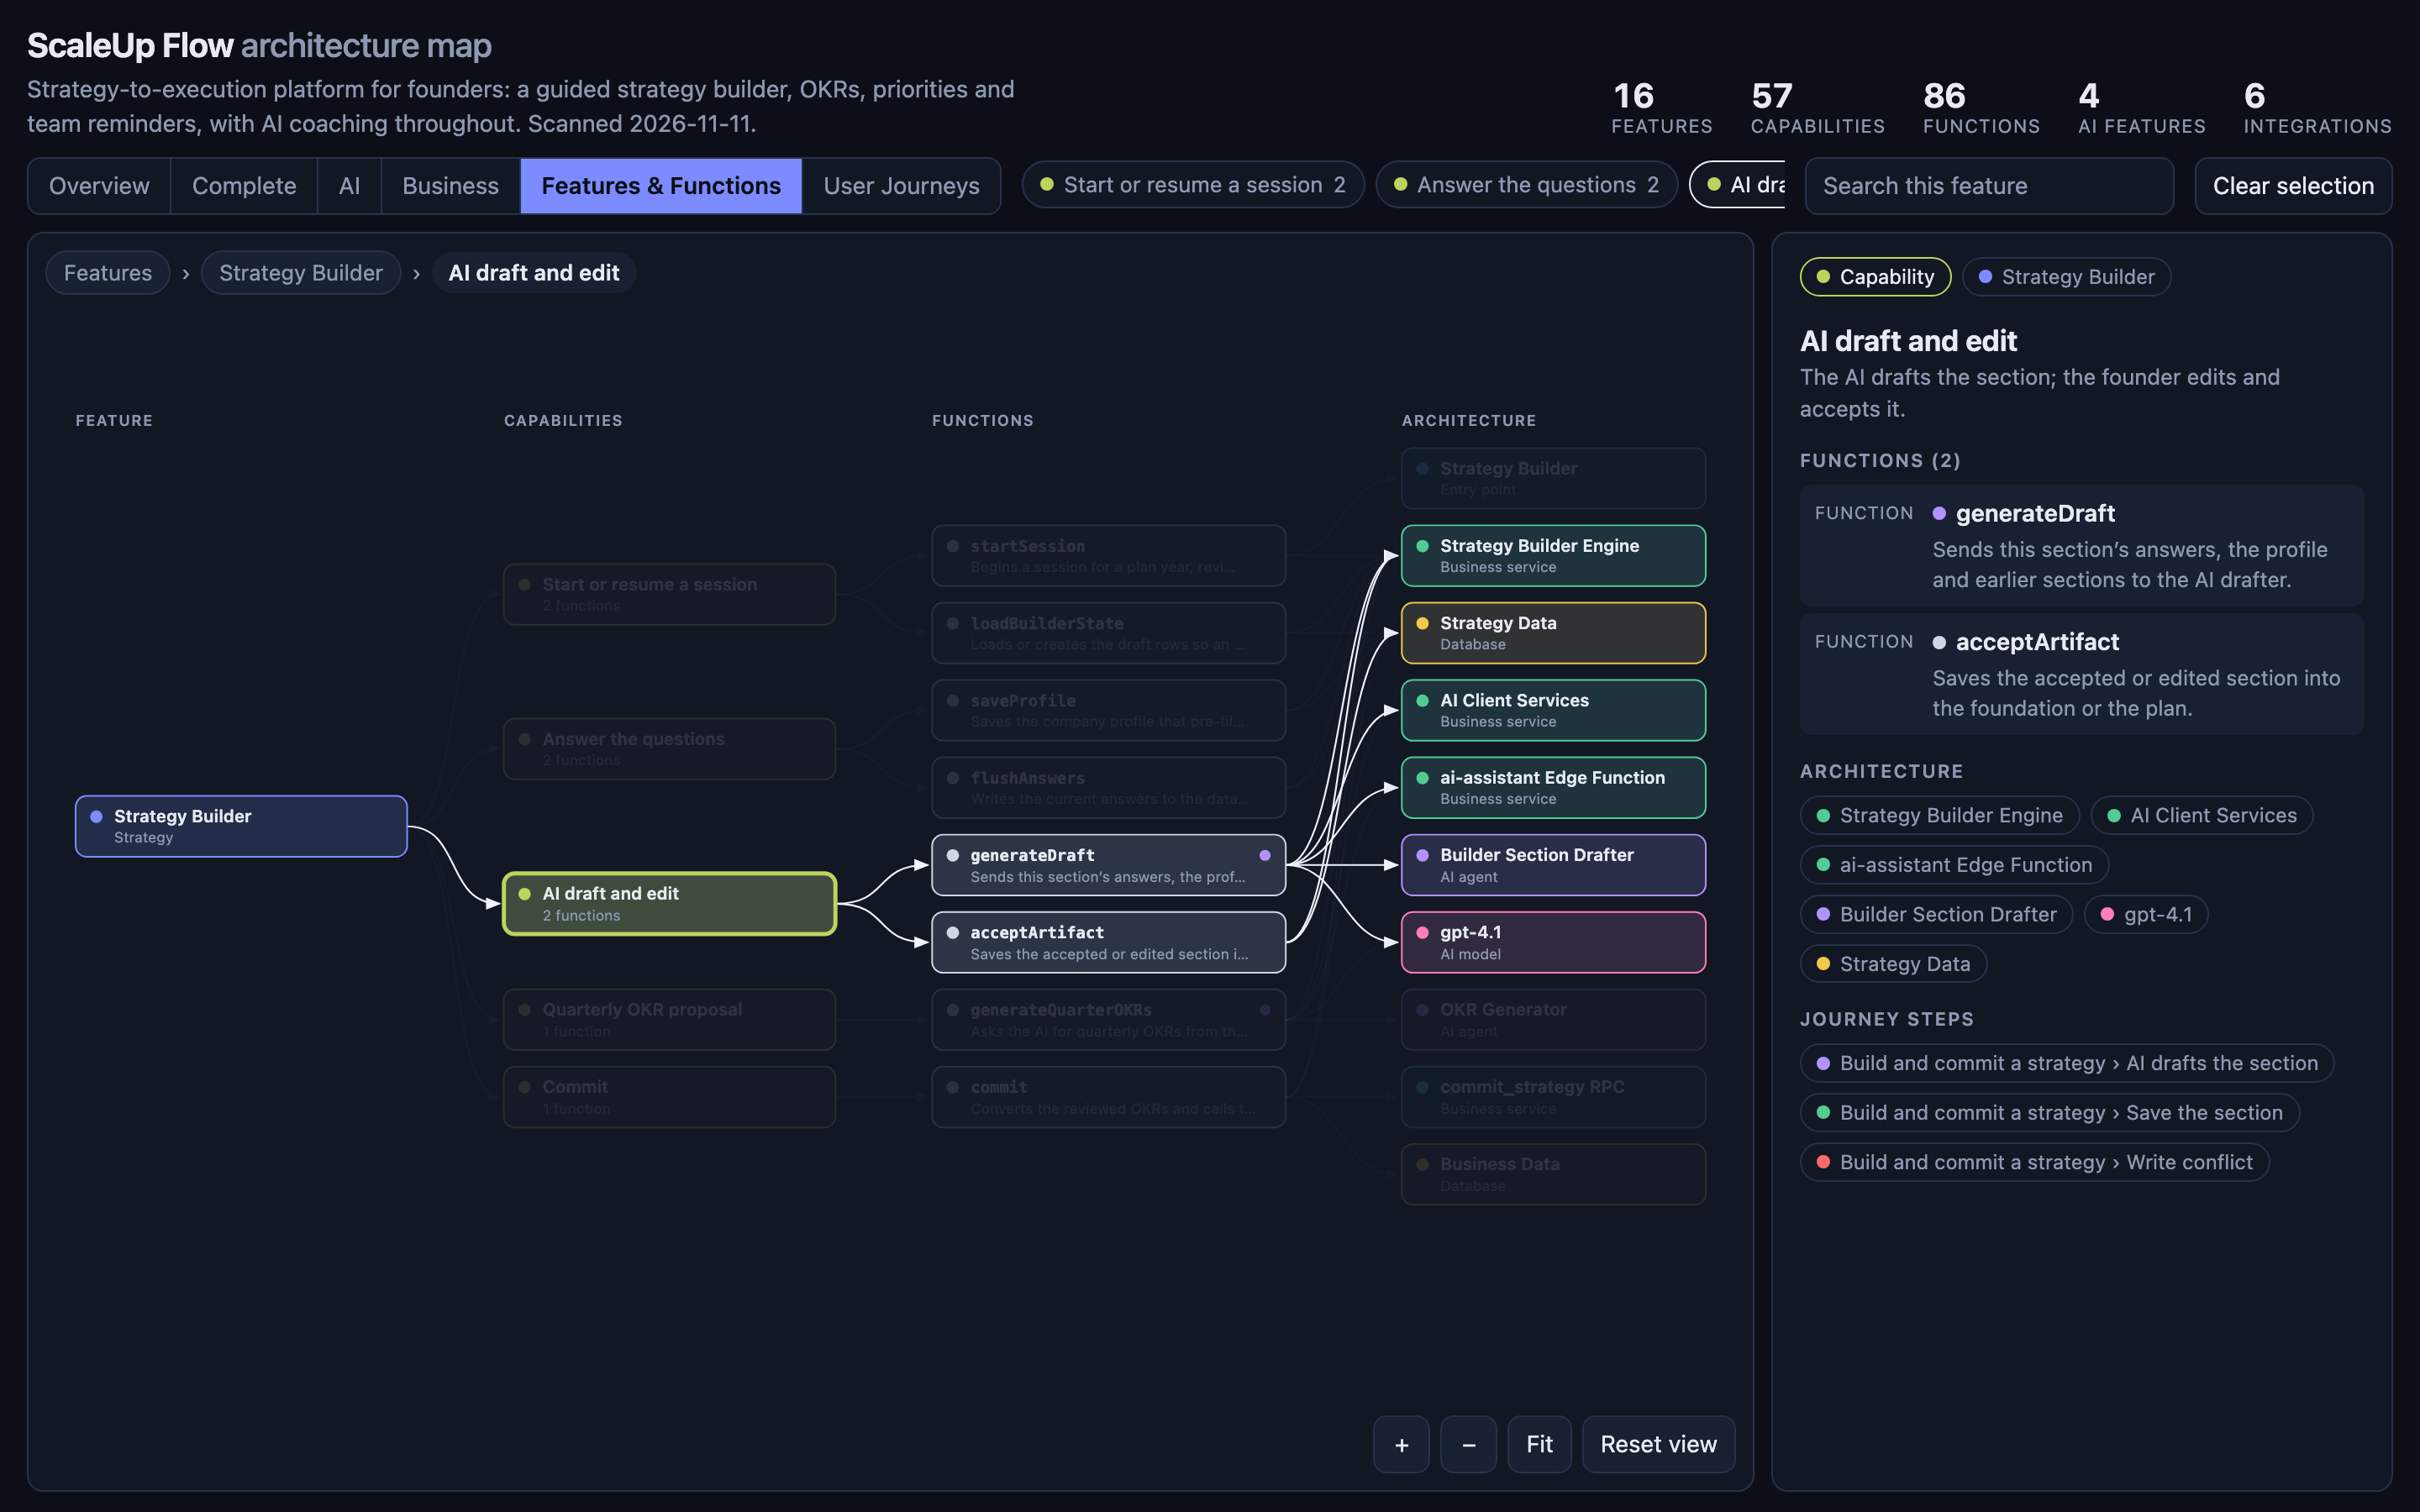 ScaleUp Flow architecture map
Strategy-to-execution platform for founders: a guided strategy builder, OKRs, priorities and
team reminders, with AI coaching throughout. Scanned 2026-11-11.
16 FEATURES
57 CAPABILITIES
86 FUNCTIONS
4 AI FEATURES
6 INTEGRATIONS
Overview
Complete
AI
Business
Features & Functions
User Journeys
Start or resume a session 2
Answer the questions 2
AI dra
Search this feature
Clear selection
Features › Strategy Builder › AI draft and edit
FEATURE
Strategy Builder
Strategy
CAPABILITIES
Start or resume a session
2 functions
Answer the questions
2 functions
AI draft and edit
2 functions
Quarterly OKR proposal
1 function
Commit
1 function
FUNCTIONS
startSession
Begins a session for a plan year, revi...
loadBuilderState
Loads or creates the draft rows so an ...
saveProfile
Saves the company profile that pre-fil...
flushAnswers
Writes the current answers to the data...
generateDraft
Sends this section’s answers, the prof...
acceptArtifact
Saves the accepted or edited section i...
generateQuarterOKRs
Asks the AI for quarterly OKRs from th...
commit
Converts the reviewed OKRs and calls t...
ARCHITECTURE
Strategy Builder
Entry point
Strategy Builder Engine
Business service
Strategy Data
Database
AI Client Services
Business service
ai-assistant Edge Function
Business service
Builder Section Drafter
AI agent
gpt-4.1
AI model
OKR Generator
AI agent
commit_strategy RPC
Business service
Business Data
Database
+
−
Fit
Reset view
Capability
Strategy Builder
AI draft and edit
The AI drafts the section; the founder edits and
accepts it.
FUNCTIONS (2)
FUNCTION generateDraft
Sends this section’s answers, the profile
and earlier sections to the AI drafter.
FUNCTION acceptArtifact
Saves the accepted or edited section into
the foundation or the plan.
ARCHITECTURE
Strategy Builder Engine
AI Client Services
ai-assistant Edge Function
Builder Section Drafter
gpt-4.1
Strategy Data
JOURNEY STEPS
Build and commit a strategy › AI drafts the section
Build and commit a strategy › Save the section
Build and commit a strategy › Write conflict